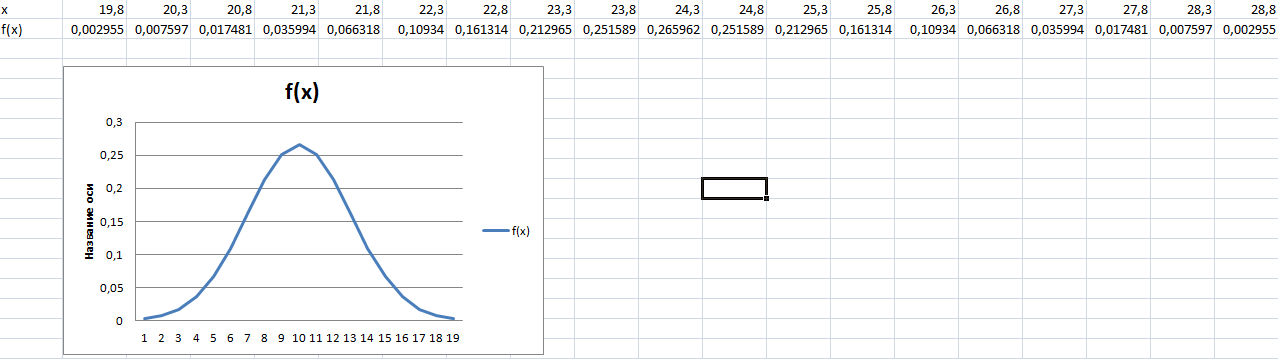 x 19,8 20,3 20,8 21,3 21,8 22,3 22,8 23,3 23,8 24,3 24,8 25,3 25,8 26,3 26,8 27,3 27,8 28,3 28,8
f(x) 0,002955 0,007597 0,017481 0,035994 0,066318 0,10934 0,161314 0,212965 0,251589 0,265962 0,251589 0,212965 0,161314 0,10934 0,066318 0,035994 0,017481 0,007597 0,002955
f(x)
0,3
0,25
0,2
0,15
0,1
0,05
0
Название оси
f(x)
1 2 3 4 5 6 7 8 9 10 11 12 13 14 15 16 17 18 19